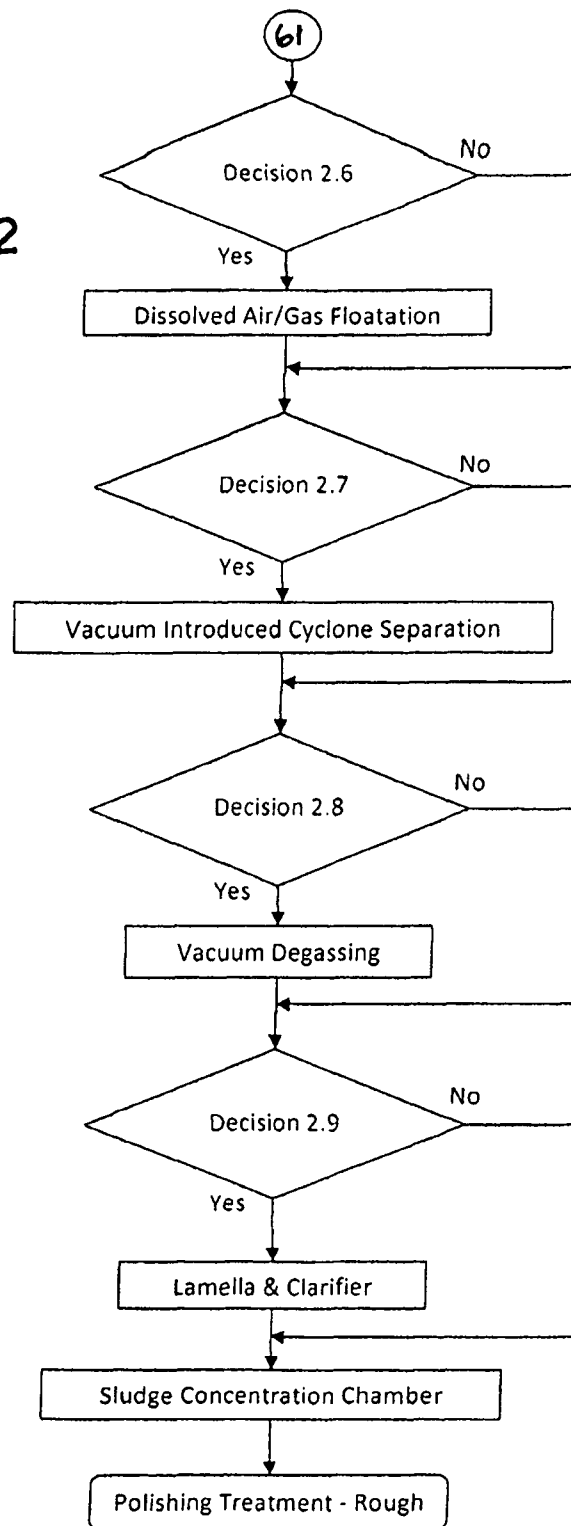 61
Decision 2.6
No
2
Yes
Dissolved Air/Gas Floatation
Decision 2.7
No
Yes
Vacuum Introduced Cyclone Separation
Decision 2.8
No
Yes
Vacuum Degassing
Decision 2.9
No
Yes
Lamella & Clarifier
Sludge Concentration Chamber
Polishing Treatment - Rough